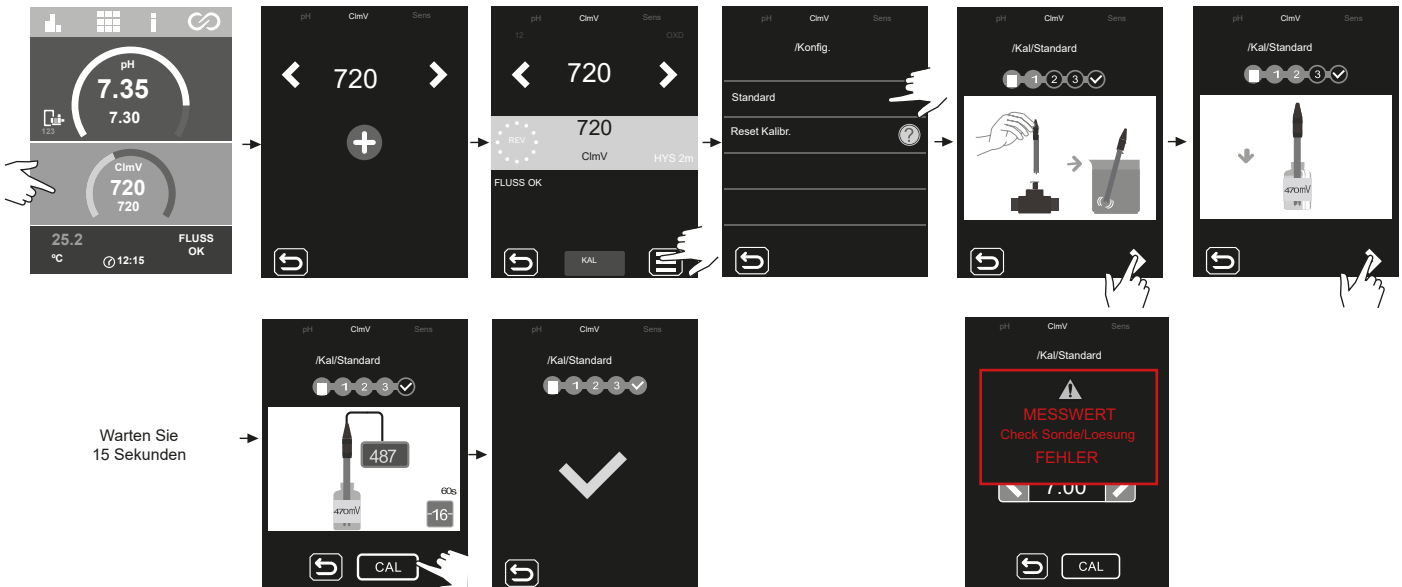 pH
7.35
7.30
123
ClmV
720
720
25.2
ºC
12:15
FLUSS
OK
pH ClmV Sens
720
pH ClmV Sens
12 OXD
720
REV
720
ClmV
HYS 2m
FLUSS OK
KAL
pH ClmV Sens
/Konfig.
Standard
Reset Kalibr.
?
pH ClmV Sens
/Kal/Standard
1 2 3
pH ClmV Sens
/Kal/Standard
1 2 3
470mV
Warten Sie
15 Sekunden
pH ClmV Sens
/Kal/Standard
1 2 3
487
60s
470mV
-16-
CAL
pH ClmV Sens
/Kal/Standard
1 2 3
pH ClmV Sens
/Kal/Standard
MESSWERT
Check Sonde/Loesung
FEHLER
7.00
CAL